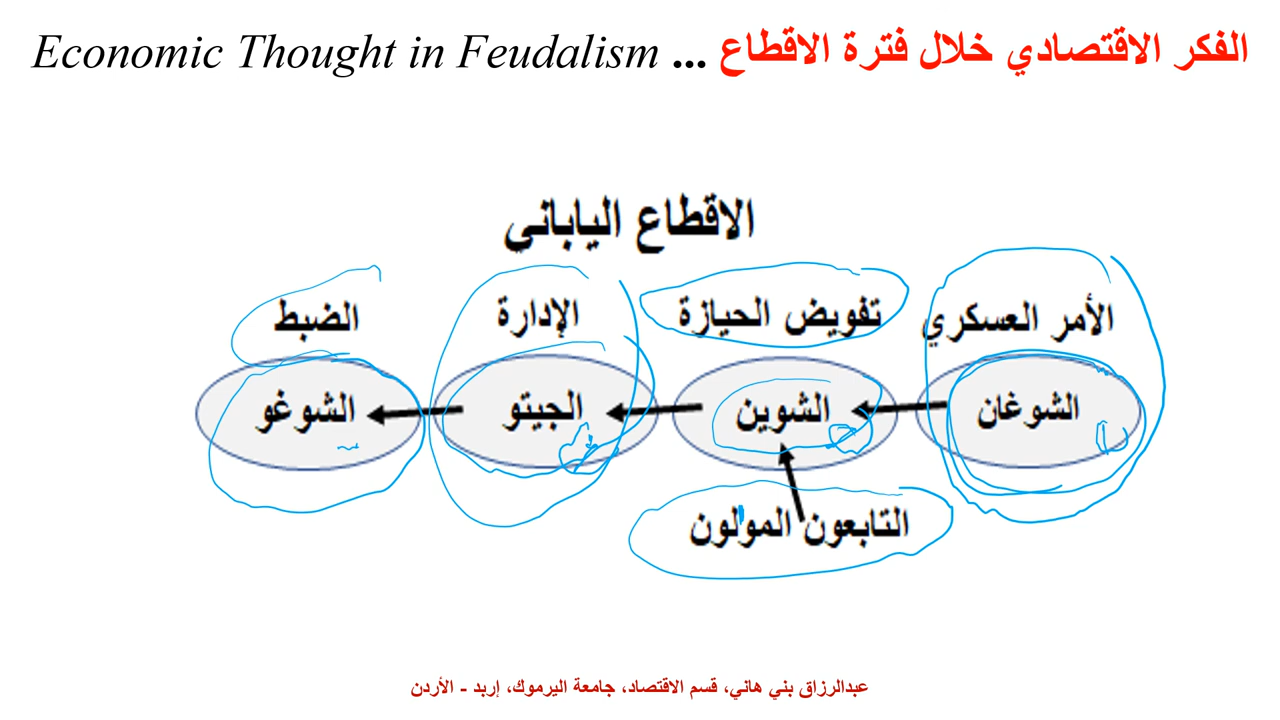 الفكر الاقتصادي خلال فترة الاقطاع ... Economic Thought in Feudalism
الاقطاع الياباني
الأمر العسكري تفويض الحيازة الإدارة الضبط
الشوغان الشوين الجيتو الشوغو
التابعون المولون
عبدالرزاق بني هاني، قسم الاقتصاد، جامعة اليرموك، إربد - الأردن